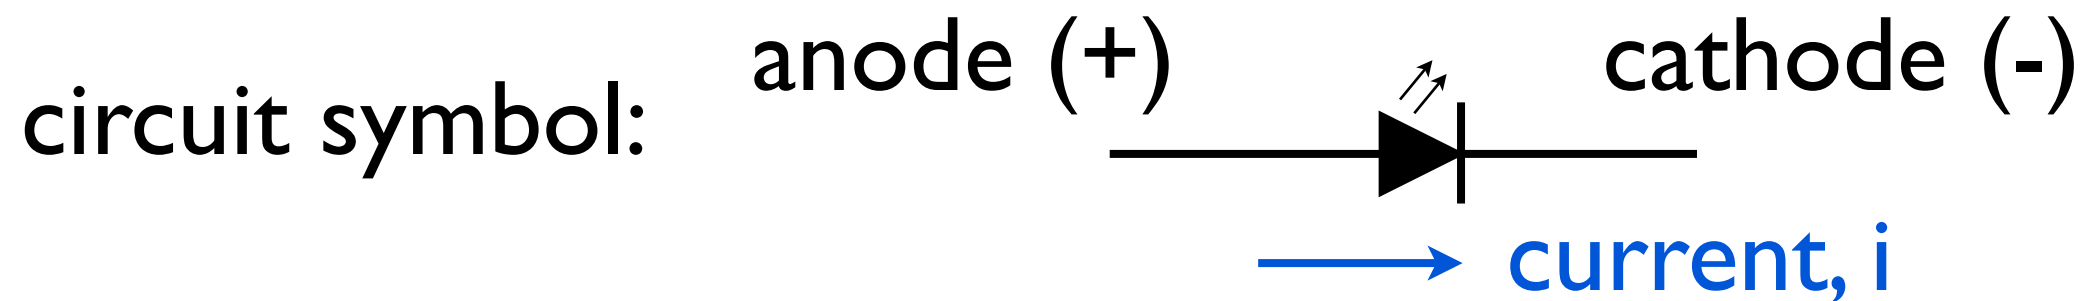 circuit symbol:
anode (+)
cathode (-)
current, i